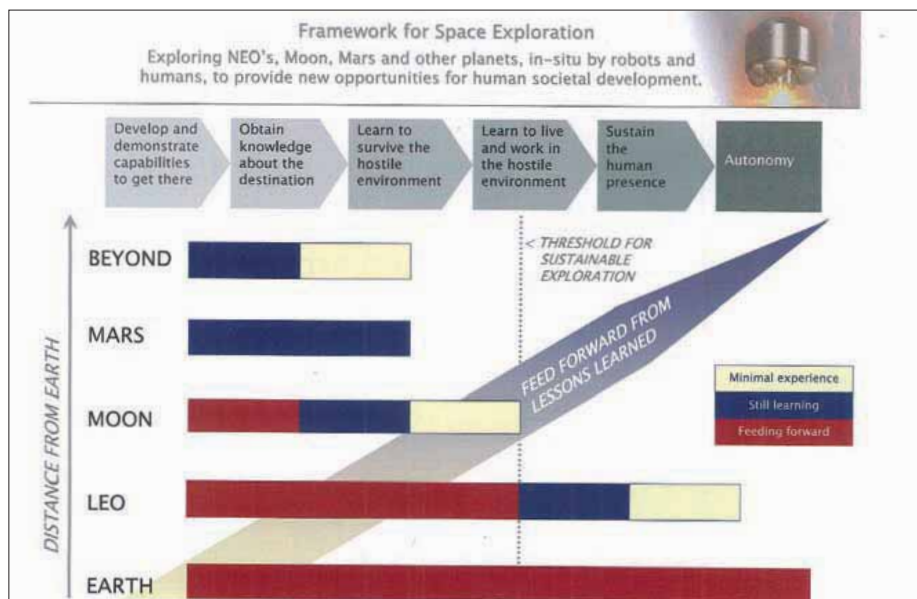 Framework for Space Exploration
Exploring NEO's, Moon, Mars and other planets, in-situ by robots and
humans, to provide new opportunities for human societal development.
Develop and
demonstrate
capabilities
to get there
Obtain
knowledge
about the
destination
Learn to
survive the
hostile
environment
Learn to live
and work in
the hostile
environment
Sustain
the
human
presence
Autonomy
DISTANCE FROM EARTH
BEYOND
MARS
MOON
LEO
EARTH
< THRESHOLD FOR
SUSTAINABLE
EXPLORATION
FEED FORWARD FROM
LESSONS LEARNED
Minimal experience
Still learning
Feeding forward